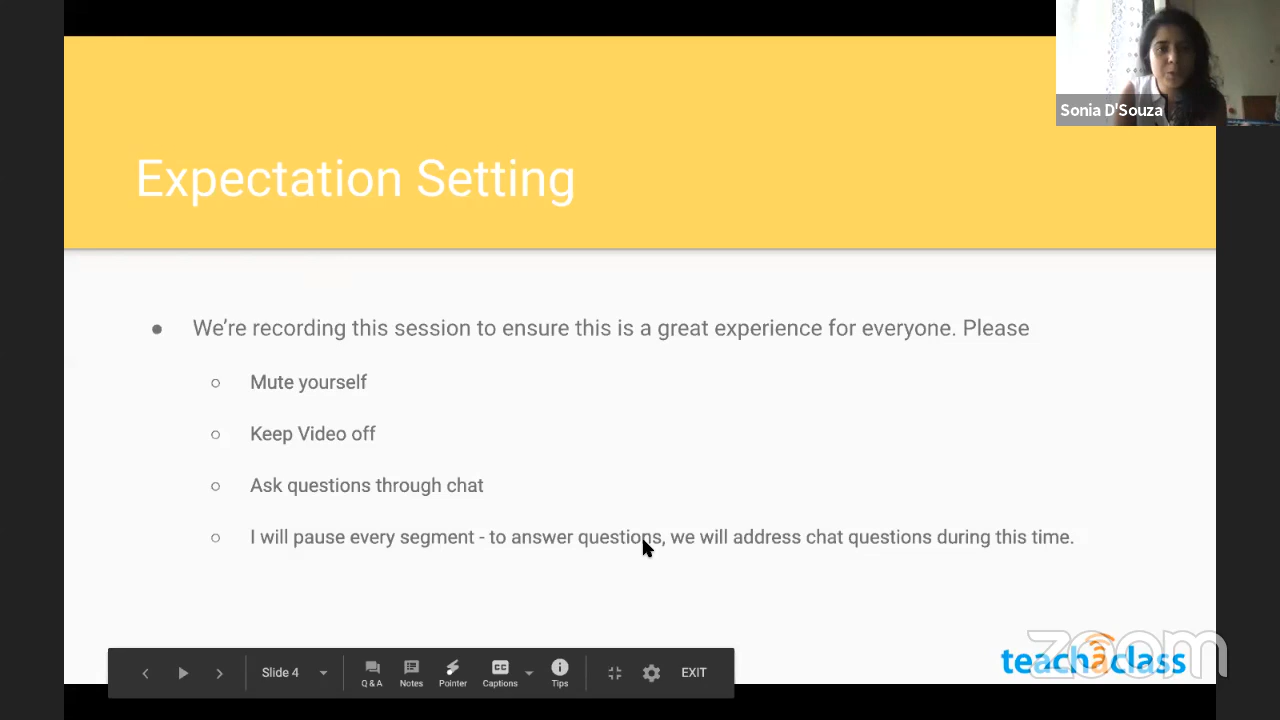 Sonia D'Souza
Expectation Setting
We're recording this session to ensure this is a great experience for everyone. Please
Mute yourself
Keep Video off
Ask questions through chat
I will pause every segment - to answer questions, we will address chat questions during this time.
zoom
teachaclass
Slide 4
Q & A
Notes
Pointer
CC
Captions
Tips
EXIT